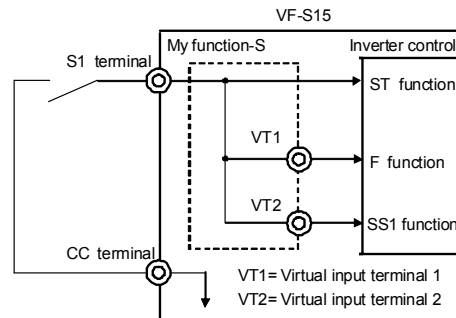 VF-S15
S1 terminal
My function-S
Inverter control
ST function
VT1
F function
VT2
SS1 function
CC terminal
VT1= Virtual input terminal 1
VT2= Virtual input terminal 2